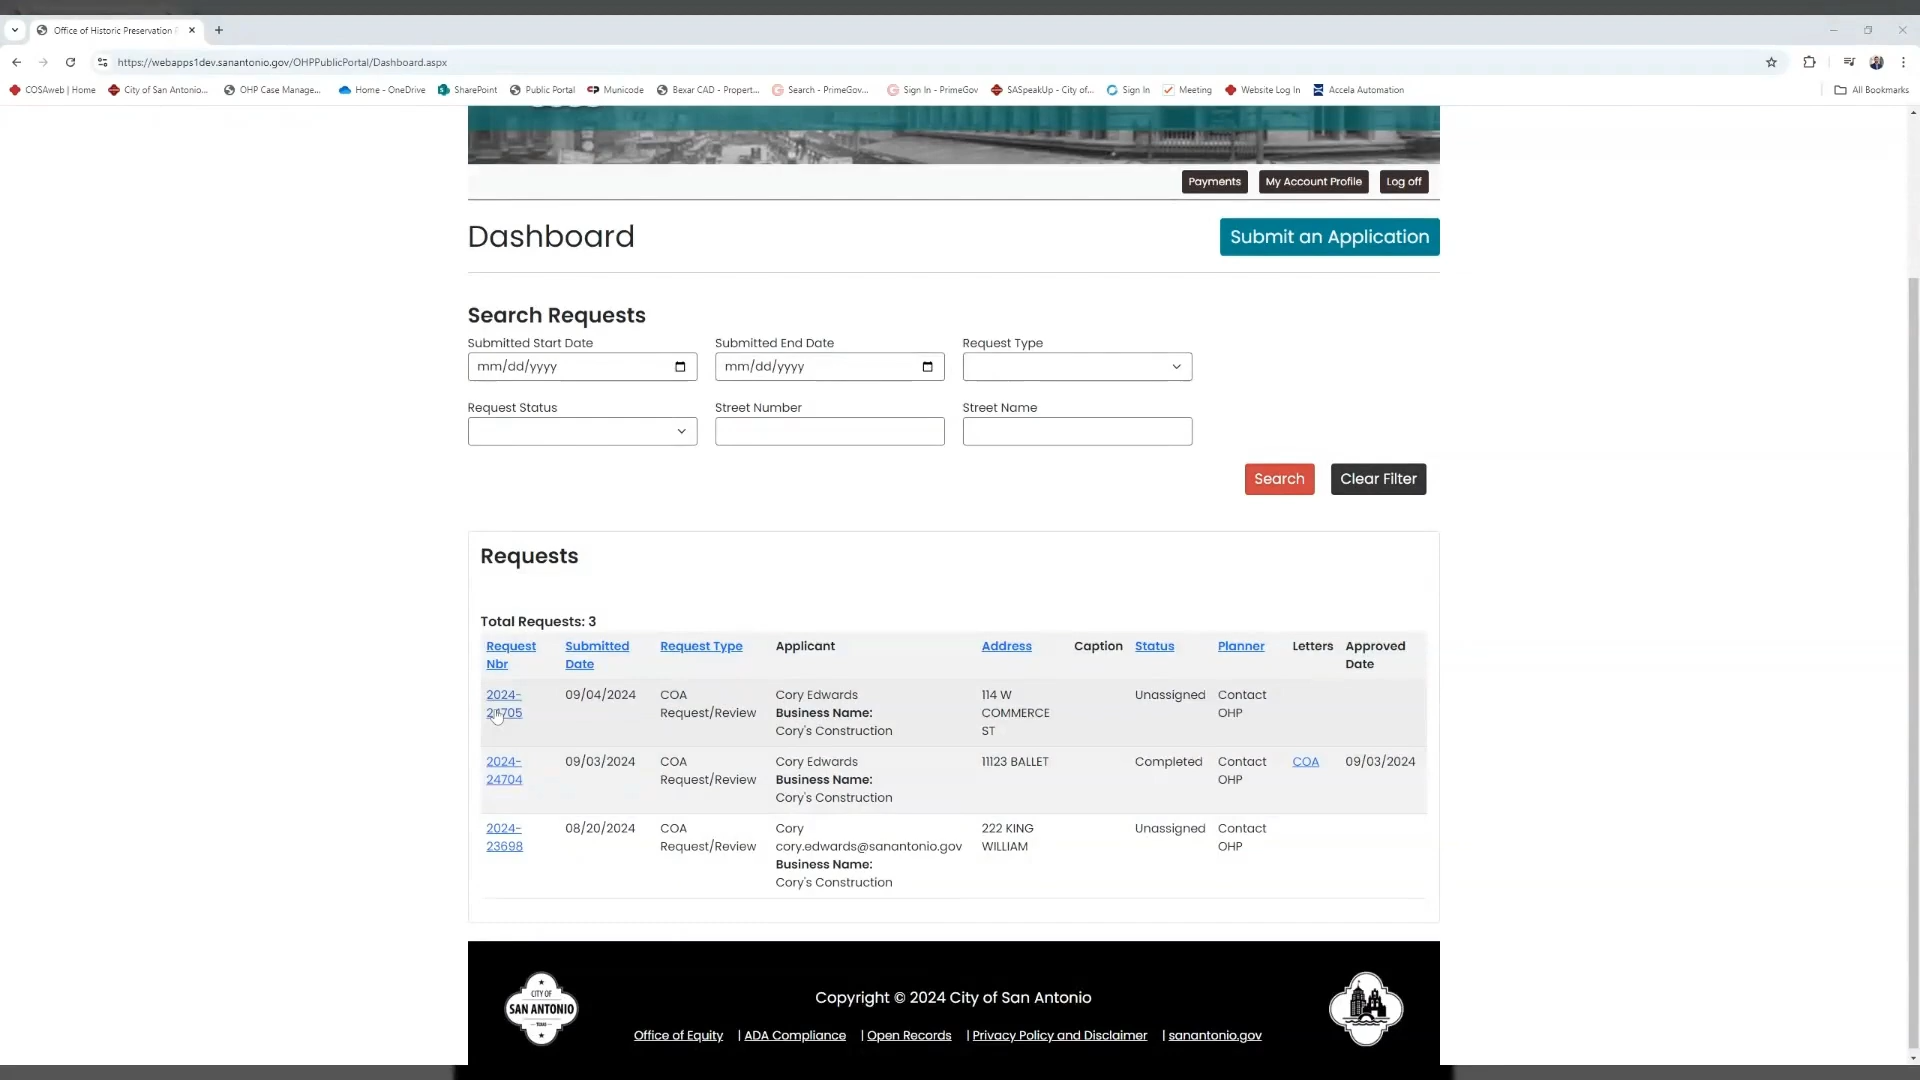 Office of Historic Preservation
https://webapps1dev.sanantonio.gov/OHPPublicPortal/Dashboard.aspx
COSAweb | Home City of San Antonio... OHP Case Manage... Home - OneDrive SharePoint Public Portal Municode Bexar CAD - Propert... Search - PrimeGov... Sign In - PrimeGov SASpeakUp - City of... Sign In Meeting Website Log In Accela Automation All Bookmarks
Payments My Account Profile Log off
Dashboard Submit an Application
Search Requests
Submitted Start Date Submitted End Date Request Type
mm/dd/yyyy mm/dd/yyyy
Request Status Street Number Street Name
Search Clear Filter
Requests
Total Requests: 3
Request Submitted Request Type Applicant Address Caption Status Planner Letters Approved
Nbr Date Date
2024- 09/04/2024 COA Cory Edwards 114 W Unassigned Contact
24705 Request/Review Business Name: COMMERCE OHP
Cory's Construction ST
2024- 09/03/2024 COA Cory Edwards 11123 BALLET Completed Contact COA 09/03/2024
24704 Request/Review Business Name: OHP
Cory's Construction
2024- 08/20/2024 COA Cory 222 KING Unassigned Contact
23698 Request/Review cory.edwards@sanantonio.gov WILLIAM OHP
Business Name:
Cory's Construction
CITY OF
SAN ANTONIO
TEXAS
Copyright © 2024 City of San Antonio
Office of Equity | ADA Compliance | Open Records | Privacy Policy and Disclaimer | sanantonio.gov